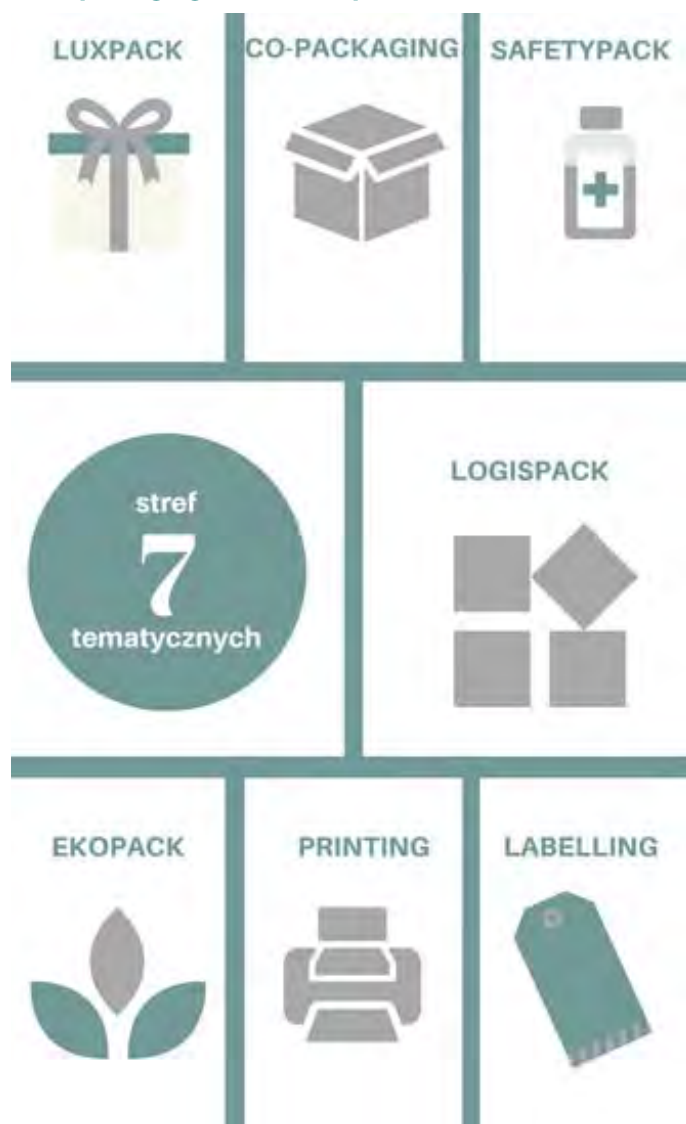 LUXPACK
CO-PACKAGING
SAFETYPACK
stref
7
tematycznych
LOGISPACK
EKOPACK
PRINTING
LABELLING